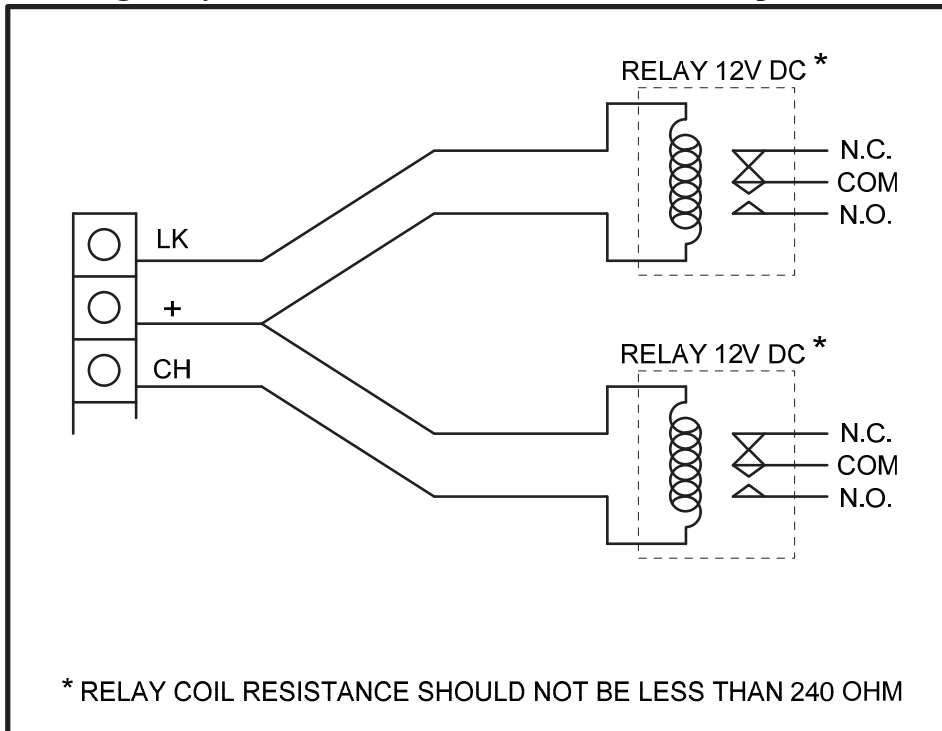 RELAY 12V DC *
N.C.
COM
N.O.
LK
+
CH
RELAY 12V DC *
N.C.
COM
N.O.
* RELAY COIL RESISTANCE SHOULD NOT BE LESS THAN 240 OHM